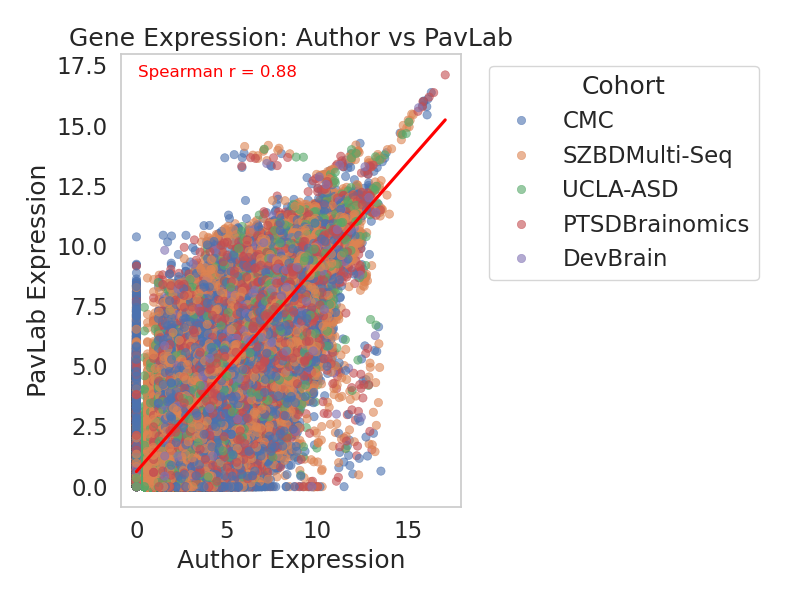 Gene Expression: Author vs PavLab
Spearman r = 0.88
17.5
15.0
12.5
10.0
7.5
5.0
2.5
0.0
PavLab Expression
0 5 10 15
Author Expression
Cohort
CMC
SZBDMulti-Seq
UCLA-ASD
PTSDBrainomics
DevBrain